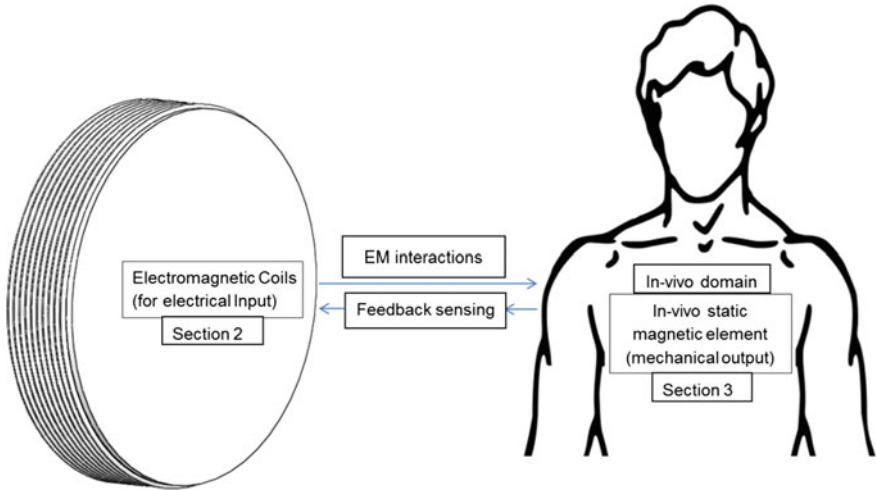 Electromagnetic Coils
(for electrical Input)
Section 2
EM interactions
Feedback sensing
In-vivo domain
In-vivo static
magnetic element
(mechanical output)
Section 3